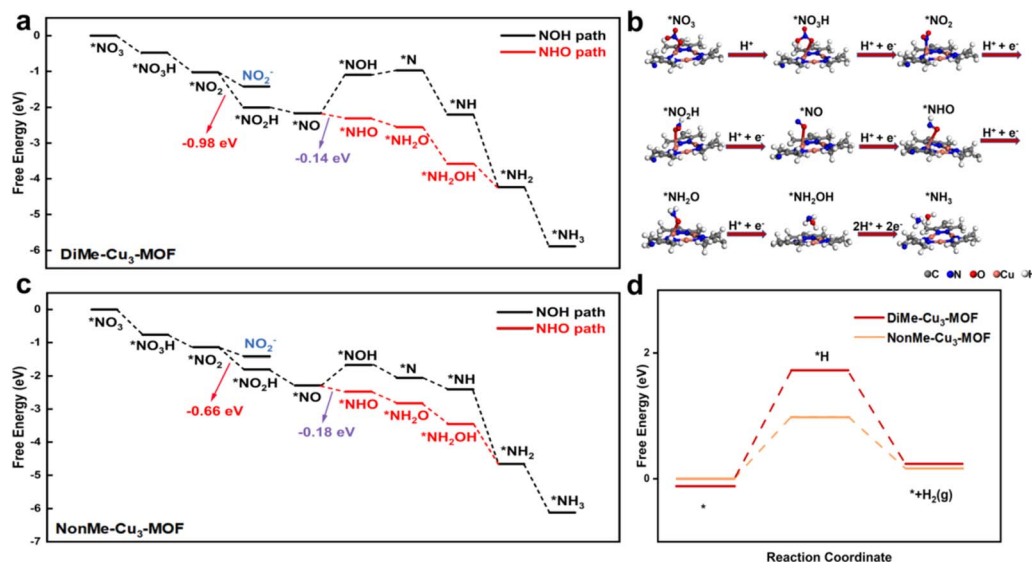 a
Free Energy (eV)
0
-1
-2
-3
-4
-5
-6
*NO3
*NO3H
*NO2
NO2-
*NO2H
-0.98 eV
*NO
-0.14 eV
*NOH
*N
*NH
*NHO
*NH2O
*NH2OH
*NH2
*NH3
NOH path
NHO path
DiMe-Cu3-MOF
b
*NO3
H+
*NO3H
H+ + e-
*NO2
H+ + e-
*NO2H
H+ + e-
*NO
H+ + e-
*NHO
H+ + e-
*NH2O
H+ + e-
*NH2OH
2H+ + 2e-
*NH3
C N O Cu
c
Free Energy (eV)
0
-1
-2
-3
-4
-5
-6
-7
*NO3
*NO3H
*NO2
NO2-
*NO2H
-0.66 eV
*NO
-0.18 eV
*NOH
*N
*NH
*NHO
*NH2O
*NH2OH
*NH2
*NH3
NOH path
NHO path
NonMe-Cu3-MOF
d
Free Energy (eV)
2
0
DiMe-Cu3-MOF
NonMe-Cu3-MOF
*H
*
*+H2(g)
Reaction Coordinate